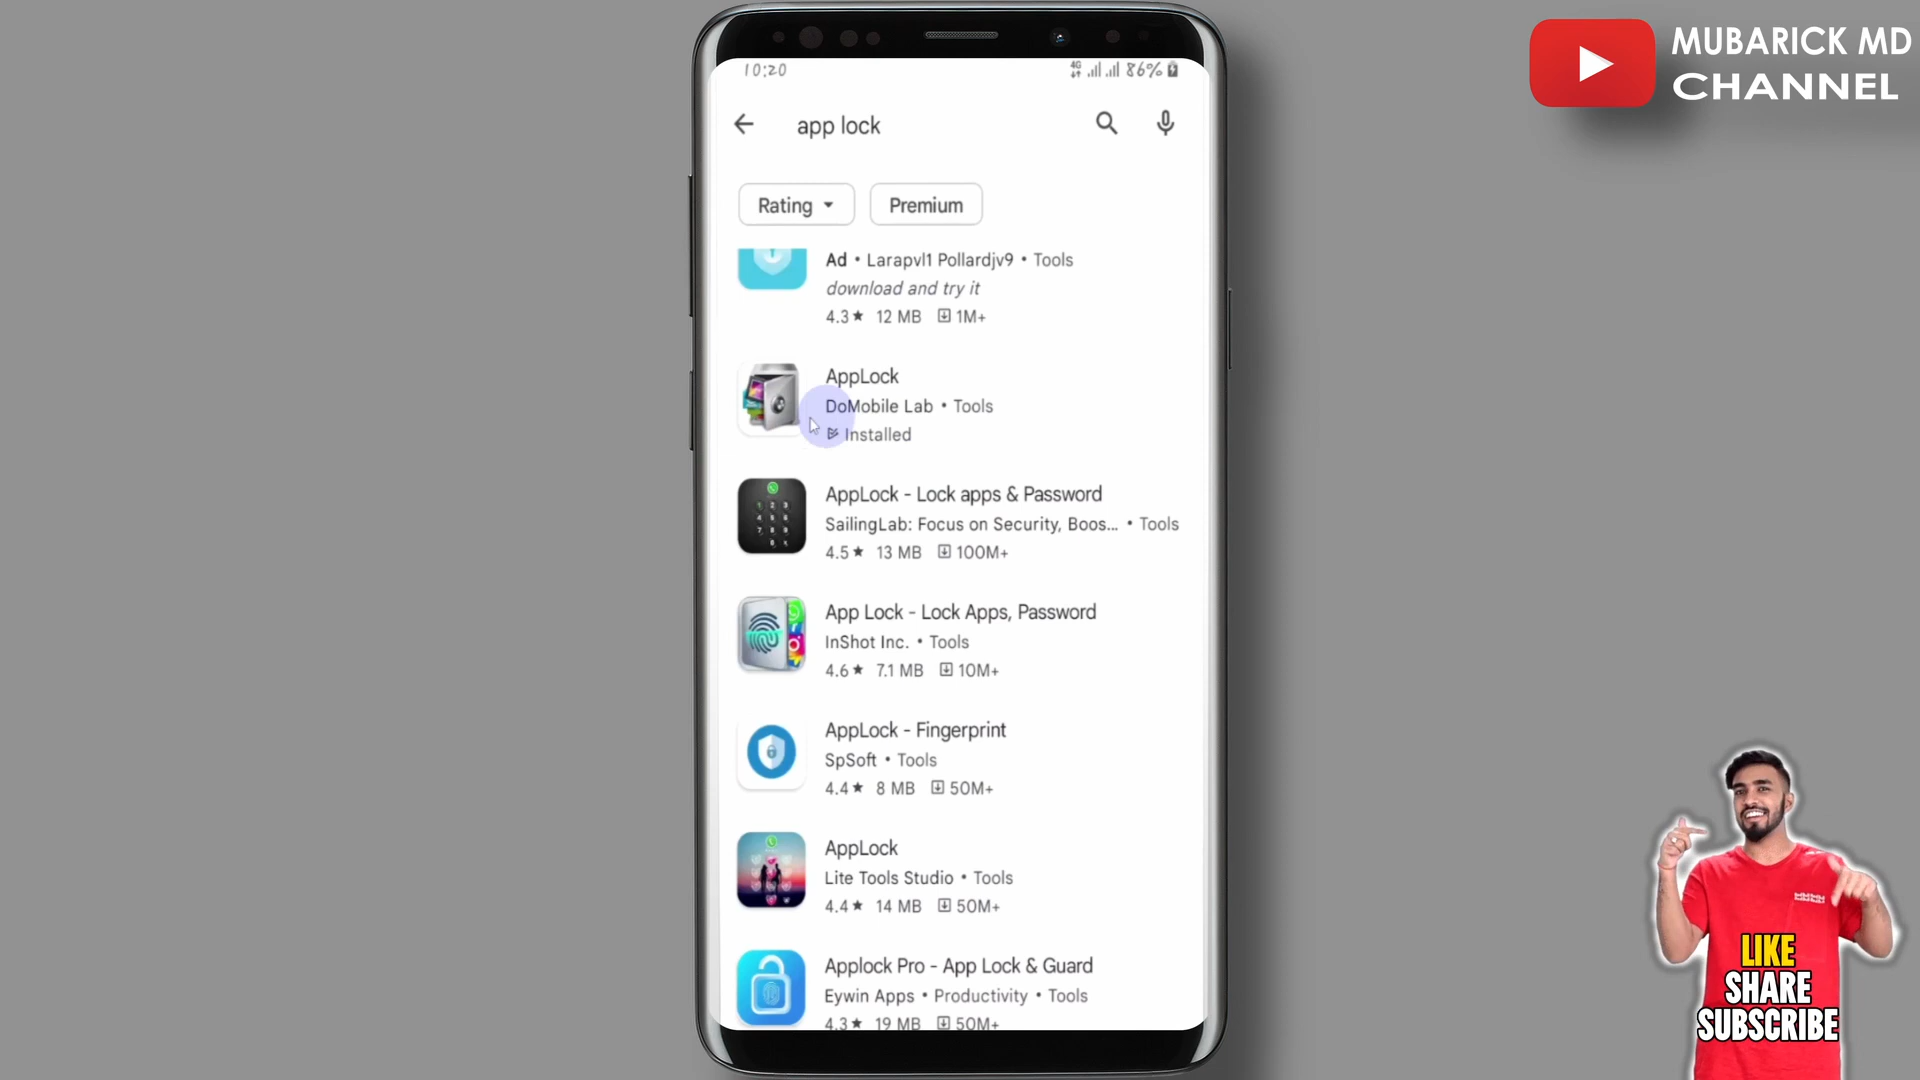 MUBARICK MD
CHANNEL
10:20
4G 86%
app lock
Rating
Premium
Ad • Larapvl1 Pollardjv9 • Tools
download and try it
4.3★ 12 MB 1M+
AppLock
DoMobile Lab • Tools
Installed
AppLock - Lock apps & Password
SailingLab: Focus on Security, Boos... • Tools
4.5★ 13 MB 100M+
App Lock - Lock Apps, Password
InShot Inc. • Tools
4.6★ 7.1 MB 10M+
AppLock - Fingerprint
SpSoft • Tools
4.4★ 8 MB 50M+
AppLock
Lite Tools Studio • Tools
4.4★ 14 MB 50M+
Applock Pro - App Lock & Guard
Eywin Apps • Productivity • Tools
4.3★ 19 MB 50M+
LIKE
SHARE
SUBSCRIBE